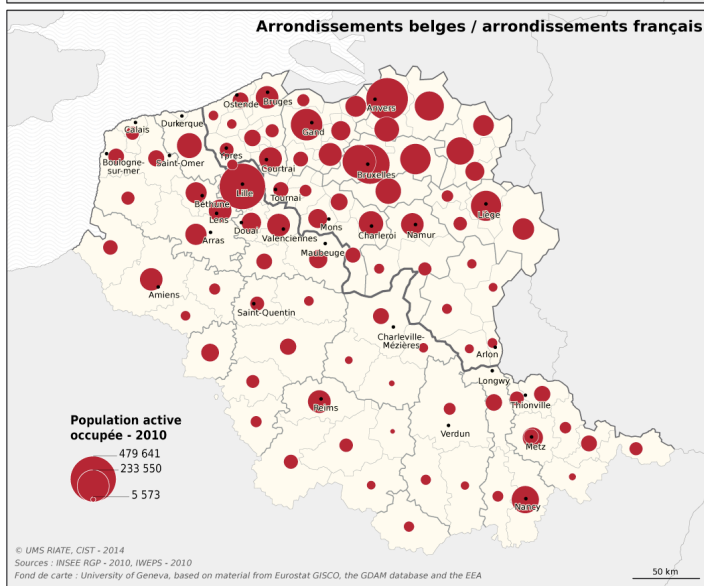 Arrondissements belges / arrondissements français
Ostende
Bruges
Anvers
Calais
Durkerque
Gand
Boulogne-
sur-mer
Saint-Omer
Ypres
Courtrai
Bruxelles
Lille
Tournai
Béthune
Lens
Liège
Douai
Mons
Charleroi
Namur
Arras
Valenciennes
Maubeuge
Amiens
Saint-Quentin
Charleville-
Mézières
Arlon
Longwy
Thionville
Reims
Verdun
Metz
Nancy
Population active
occupée - 2010
479 641
233 550
5 573
© UMS RIATE, CIST - 2014
Sources : INSEE RGP - 2010, IWEPS - 2010
Fond de carte : University of Geneva, based on material from Eurostat GISCO, the GDAM database and the EEA
50 km